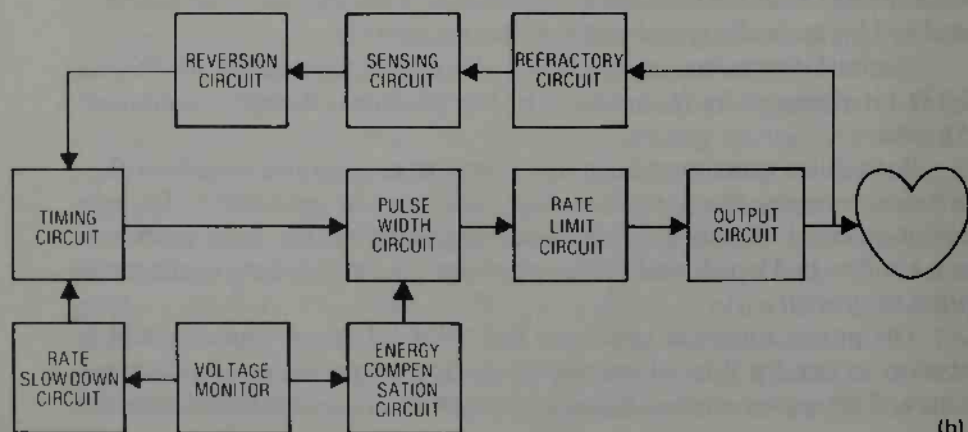 REVERSION
CIRCUIT
SENSING
CIRCUIT
REFRACTORY
CIRCUIT
TIMING
CIRCUIT
PULSE
WIDTH
CIRCUIT
RATE
LIMIT
CIRCUIT
OUTPUT
CIRCUIT
RATE
SLOWDOWN
CIRCUIT
VOLTAGE
MONITOR
ENERGY
COMPEN
SATION
CIRCUIT
(b)